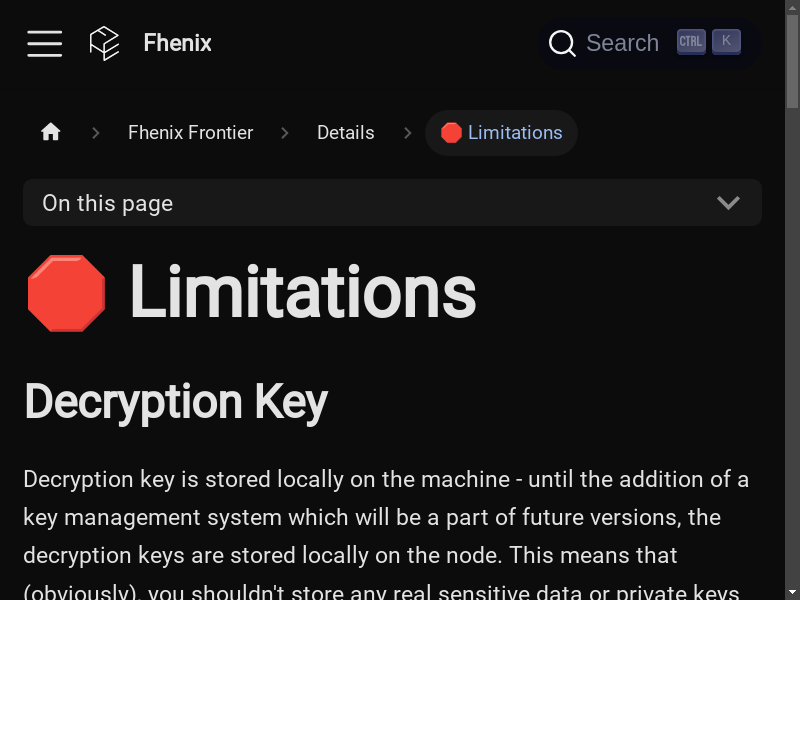 Fhenix
Search CTRL K
Fhenix Frontier Details Limitations
On this page
Limitations
Decryption Key
Decryption key is stored locally on the machine - until the addition of a
key management system which will be a part of future versions, the
decryption keys are stored locally on the node. This means that
(obviously), you shouldn't store any real sensitive data or private keys